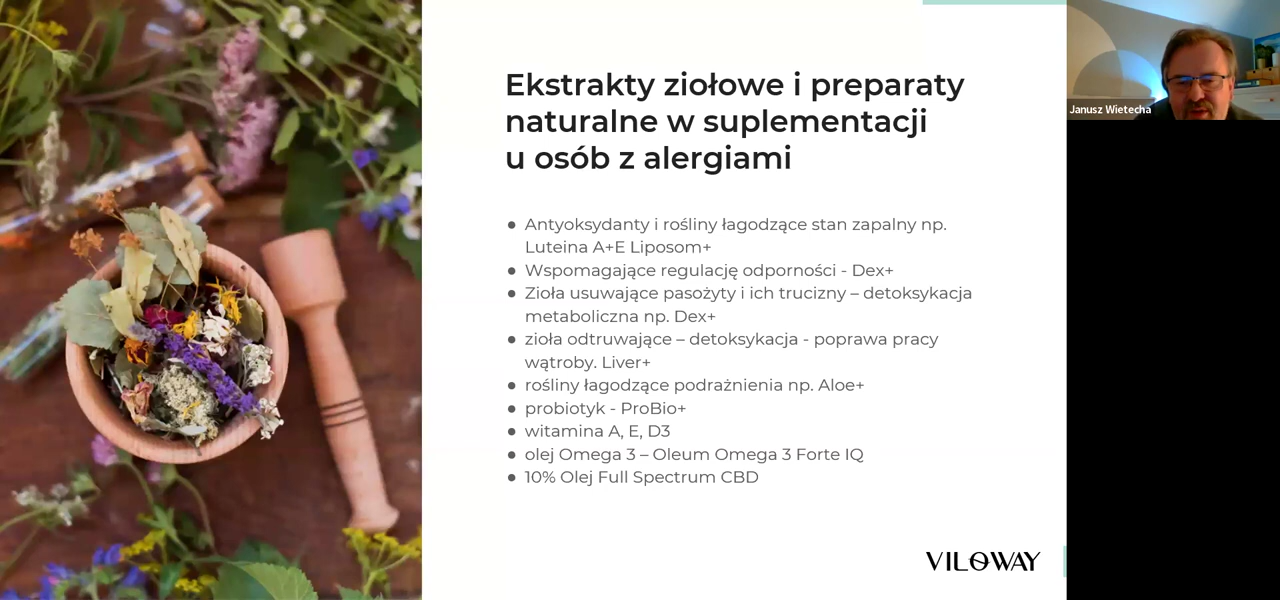 Ekstrakty ziołowe i preparaty
naturalne w suplementacji
u osób z alergiami
● Antyoksydanty i rośliny łagodzące stan zapalny np.
Luteina A+E Liposom+
● Wspomagające regulację odporności - Dex+
● Zioła usuwające pasożyty i ich trucizny – detoksykacja
metaboliczna np. Dex+
● zioła odtruwające – detoksykacja - poprawa pracy
wątroby. Liver+
● rośliny łagodzące podrażnienia np. Aloe+
● probiotyk - ProBio+
● witamina A, E, D3
● olej Omega 3 – Oleum Omega 3 Forte IQ
● 10% Olej Full Spectrum CBD
VILOWAY
Janusz Wietecha